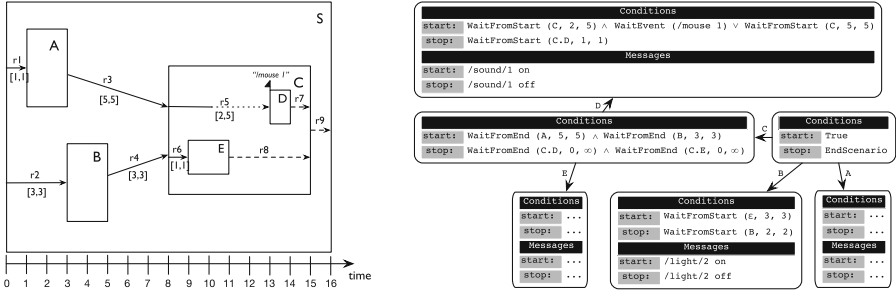 S
A
r1
[1,1]
r3
[5,5]
"/mouse 1"
C
D
r5
[2,5]
r7
r9
B
r2
[3,3]
r4
[3,3]
r6
[1,1]
E
r8
0 1 2 3 4 5 6 7 8 9 10 11 12 13 14 15 16
time
Conditions
start: WaitFromStart (C, 2, 5) ∧ WaitEvent (/mouse 1) ∨ WaitFromStart (C, 5, 5)
stop: WaitFromStart (C.D, 1, 1)
Messages
start: /sound/1 on
stop: /sound/1 off
D
Conditions
start: WaitFromEnd (A, 5, 5) ∧ WaitFromEnd (B, 3, 3)
stop: WaitFromEnd (C.D, 0, ∞) ∧ WaitFromEnd (C.E, 0, ∞)
C
Conditions
start: True
stop: EndScenario
E
B
A
Conditions
start: ...
stop: ...
Messages
start: ...
stop: ...
Conditions
start: WaitFromStart (ε, 3, 3)
stop: WaitFromStart (B, 2, 2)
Messages
start: /light/2 on
stop: /light/2 off
Conditions
start: ...
stop: ...
Messages
start: ...
stop: ...